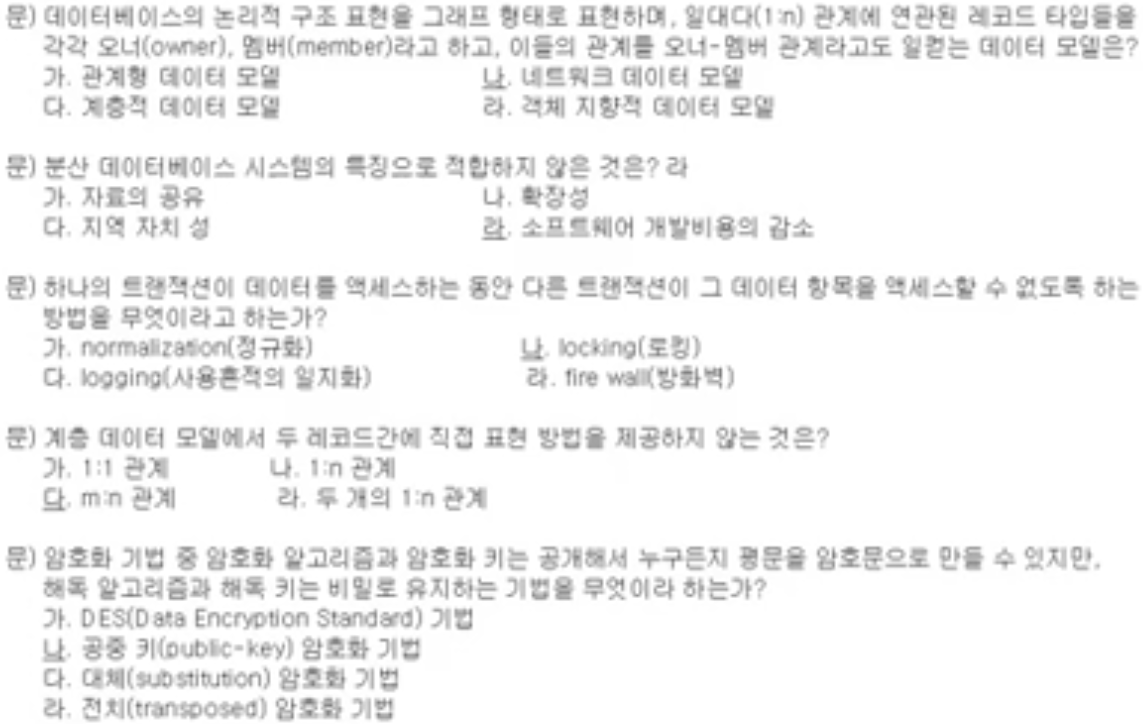 문) 데이터베이스의 논리적 구조 표현을 그래프 형태로 표현하며, 일대다(1:n) 관계에 연관된 레코드 타입들을
각각 오너(owner), 멤버(member)라고 하고, 이들의 관계를 오너-멤버 관계라고도 일컫는 데이터 모델은?
가. 관계형 데이터 모델 나. 네트워크 데이터 모델
다. 계층적 데이터 모델 라. 객체 지향적 데이터 모델
문) 분산 데이터베이스 시스템의 특징으로 적합하지 않은 것은? 라
가. 자료의 공유 나. 확장성
다. 지역 자치 성 라. 소프트웨어 개발비용의 감소
문) 하나의 트랜잭션이 데이터를 액세스하는 동안 다른 트랜잭션이 그 데이터 항목을 액세스할 수 없도록 하는
방법을 무엇이라고 하는가?
가. normalization(정규화) 나. locking(로킹)
다. logging(사용흔적의 일지화) 라. fire wall(방화벽)
문) 계층 데이터 모델에서 두 레코드간에 직접 표현 방법을 제공하지 않는 것은?
가. 1:1 관계 나. 1:n 관계
다. m:n 관계 라. 두 개의 1:n 관계
문) 암호화 기법 중 암호화 알고리즘과 암호화 키는 공개해서 누구든지 평문을 암호문으로 만들 수 있지만,
해독 알고리즘과 해독 키는 비밀로 유지하는 기법을 무엇이라 하는가?
가. DES(Data Encryption Standard) 기법
나. 공중 키(public-key) 암호화 기법
다. 대체(substitution) 암호화 기법
라. 전치(transposed) 암호화 기법